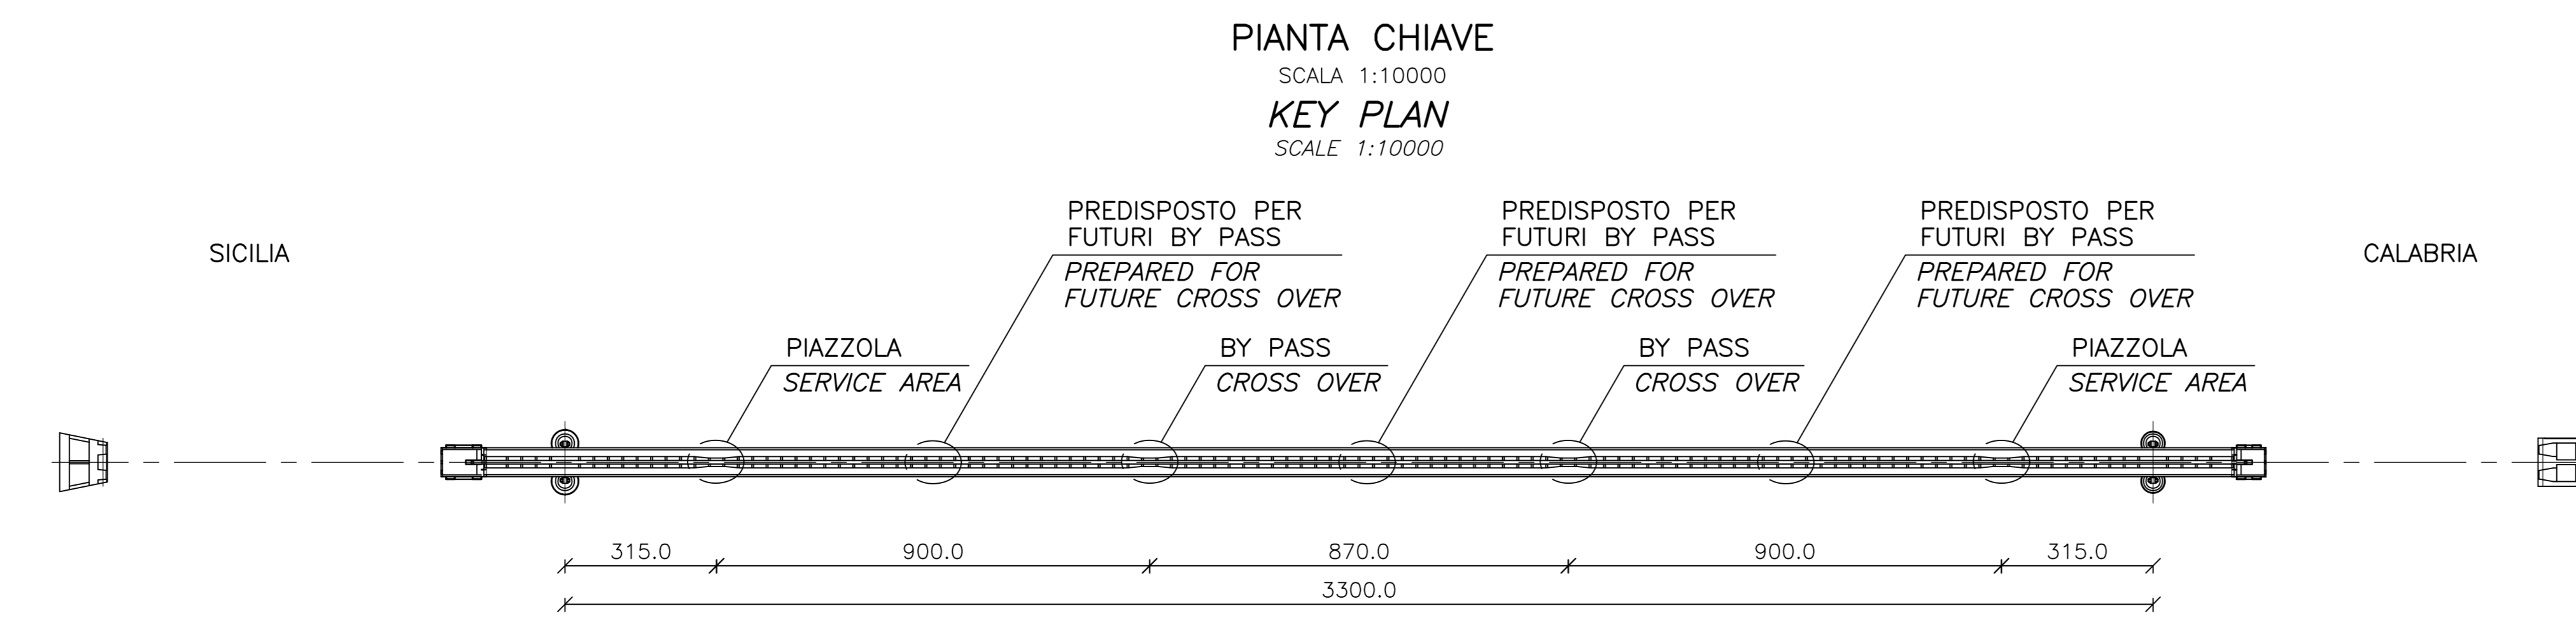 PIANTA CHIAVE
SCALA 1:10000
KEY PLAN
SCALE 1:10000
SICILIA
PREDISPOSTO PER
FUTURI BY PASS
PREPARED FOR
FUTURE CROSS OVER
PREDISPOSTO PER
FUTURI BY PASS
PREPARED FOR
FUTURE CROSS OVER
PREDISPOSTO PER
FUTURI BY PASS
PREPARED FOR
FUTURE CROSS OVER
CALABRIA
PIAZZOLA
SERVICE AREA
BY PASS
CROSS OVER
BY PASS
CROSS OVER
PIAZZOLA
SERVICE AREA
315.0
900.0
870.0
900.0
315.0
3300.0